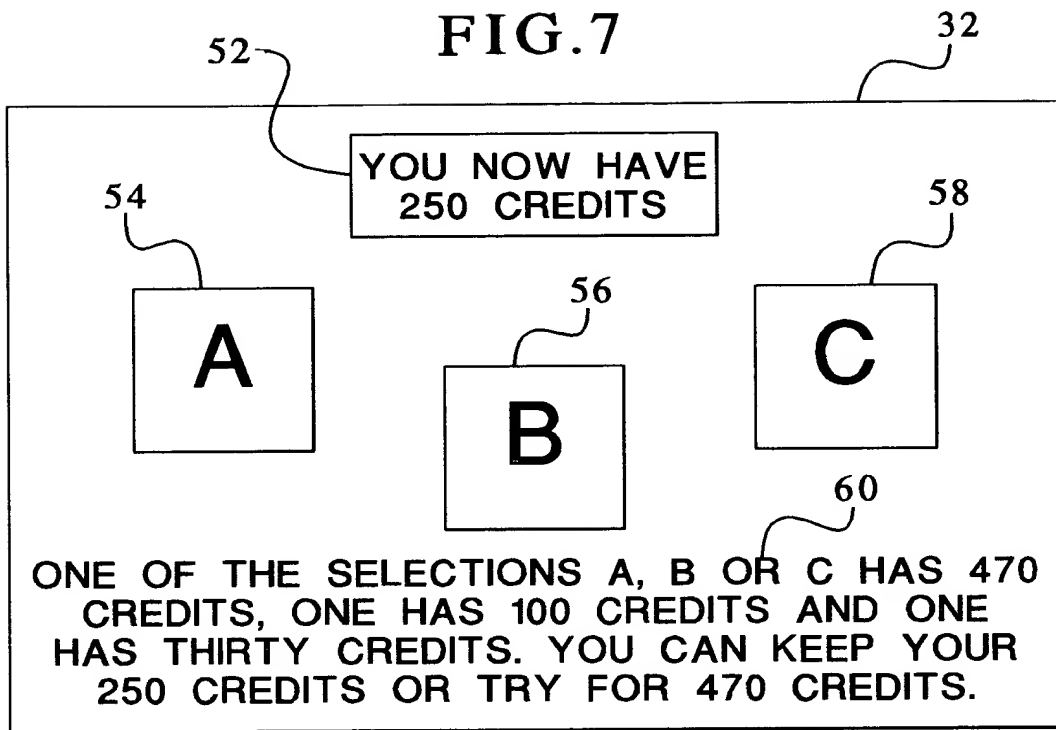 FIG.7
52
32
YOU NOW HAVE
250 CREDITS
54
58
56
A
B
C
60
ONE OF THE SELECTIONS A, B OR C HAS 470
CREDITS, ONE HAS 100 CREDITS AND ONE
HAS THIRTY CREDITS. YOU CAN KEEP YOUR
250 CREDITS OR TRY FOR 470 CREDITS.